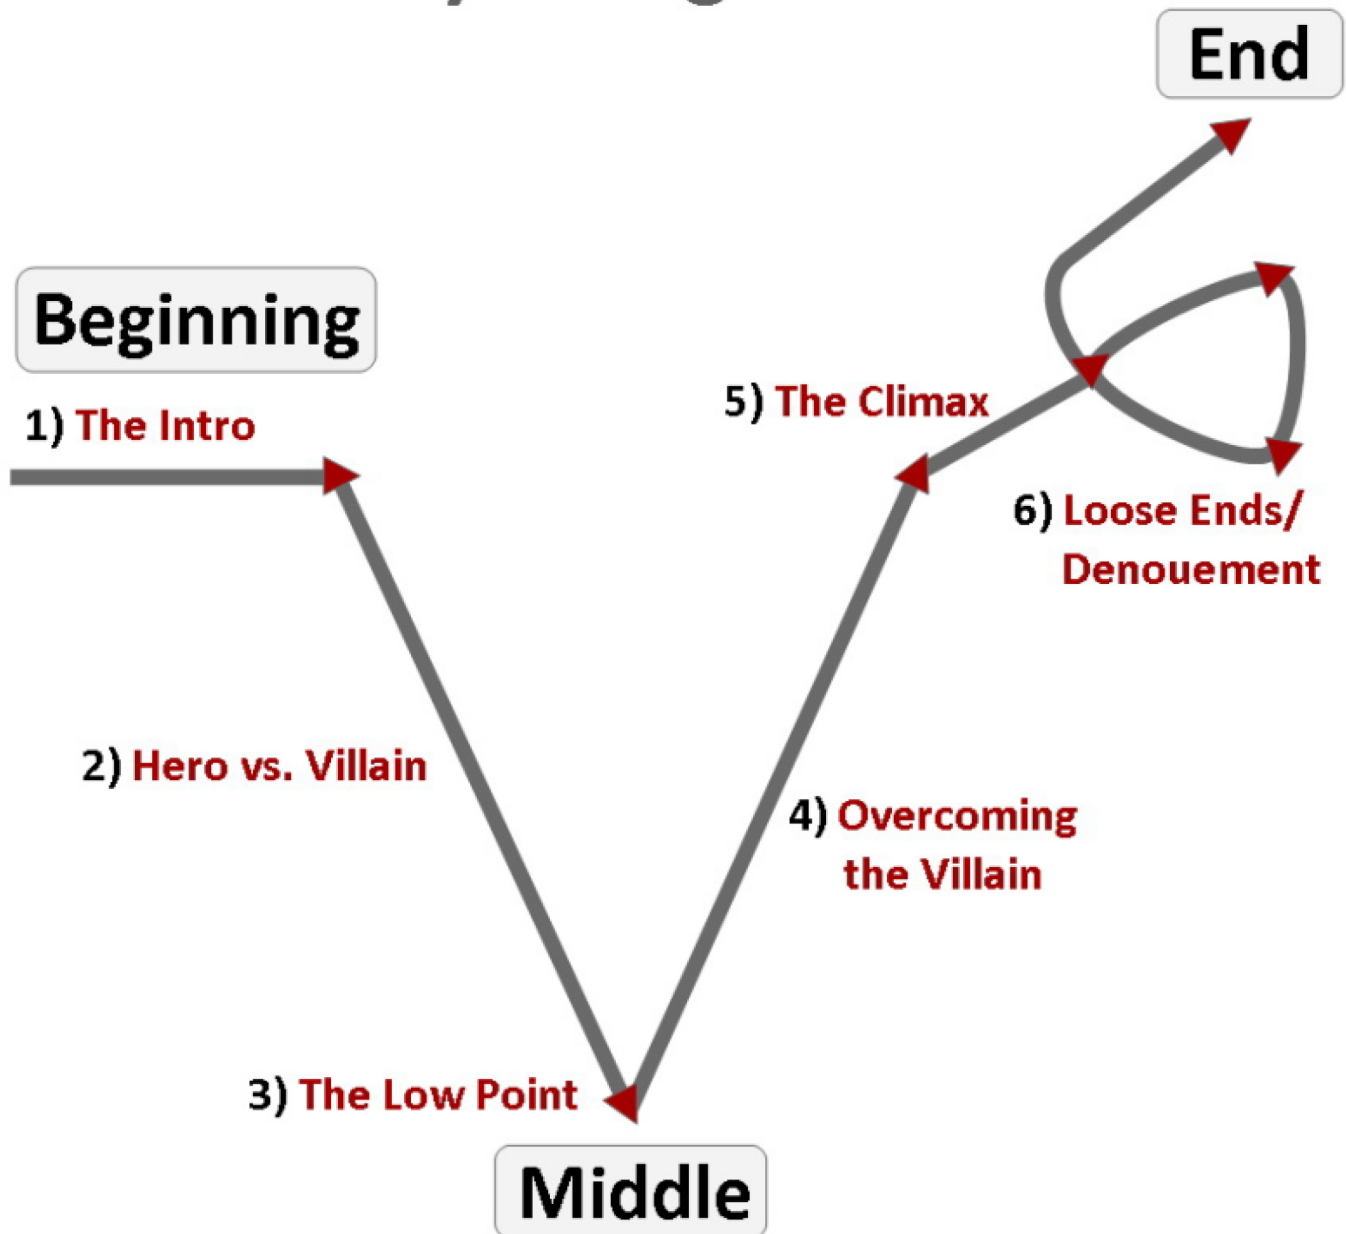 End
Beginning
1) The Intro
5) The Climax
6) Loose Ends/
Denouement
2) Hero vs. Villain
4) Overcoming
the Villain
3) The Low Point
Middle